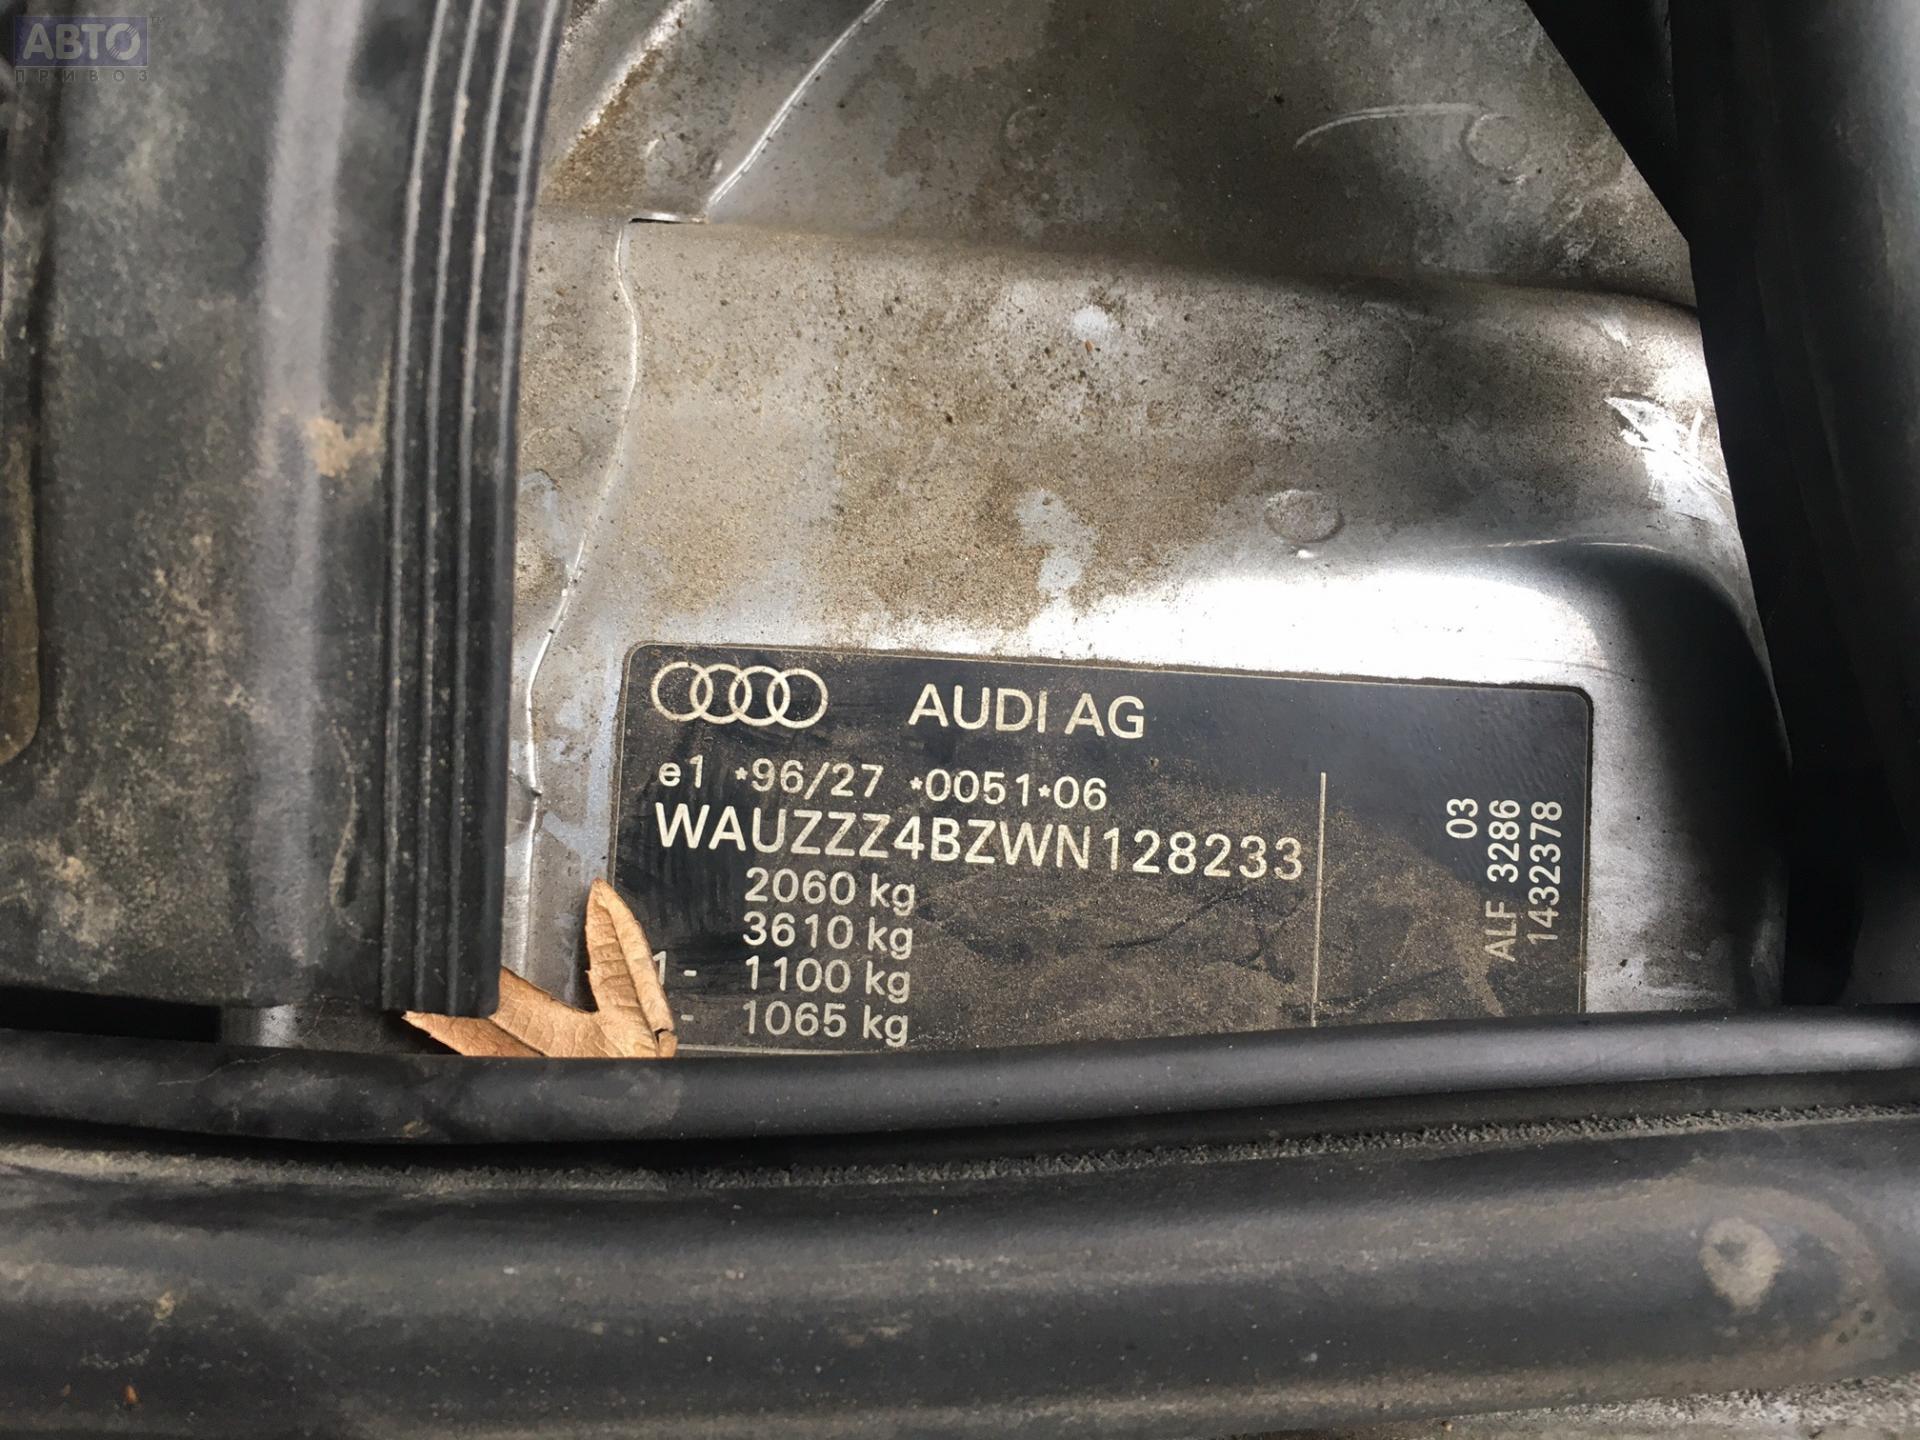 АВТО
ПРИВОЗ
AUDI AG
e1 *96/27 *0051*06
WAUZZZ4BZWN128233
2060 kg
3610 kg
1- 1100 kg
- 1065 kg
03
ALF 3286
1432378